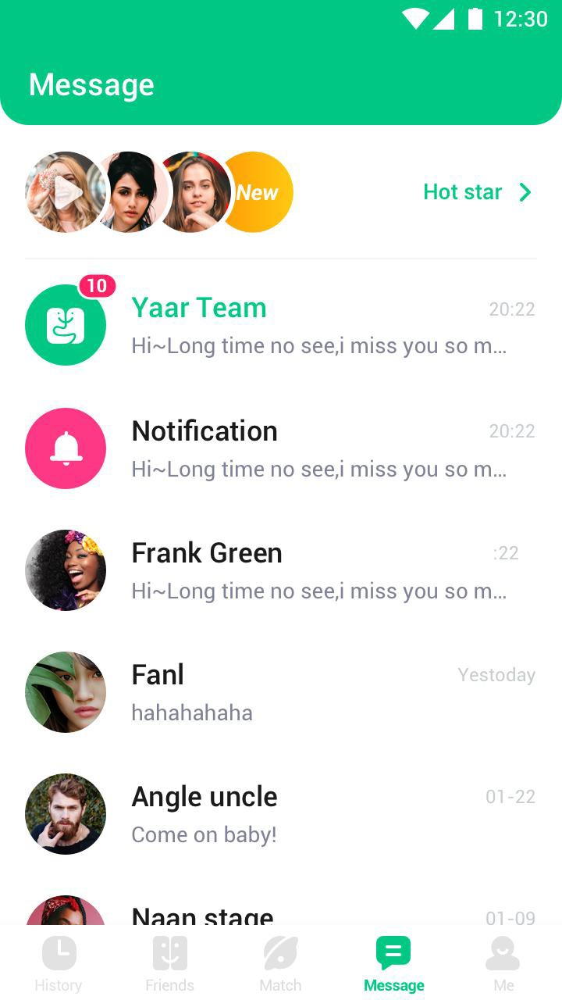 12:30
Message
New
Hot star
10
Yaar Team
20:22
Hi~Long time no see,i miss you so m...
Notification
20:22
Hi~Long time no see,i miss you so m...
Frank Green
:22
Hi~Long time no see,i miss you so m...
Fanl
Yestoday
hahahahaha
Angle uncle
01-22
Come on baby!
Naan stage
01-09
History
Friends
Match
Message
Me